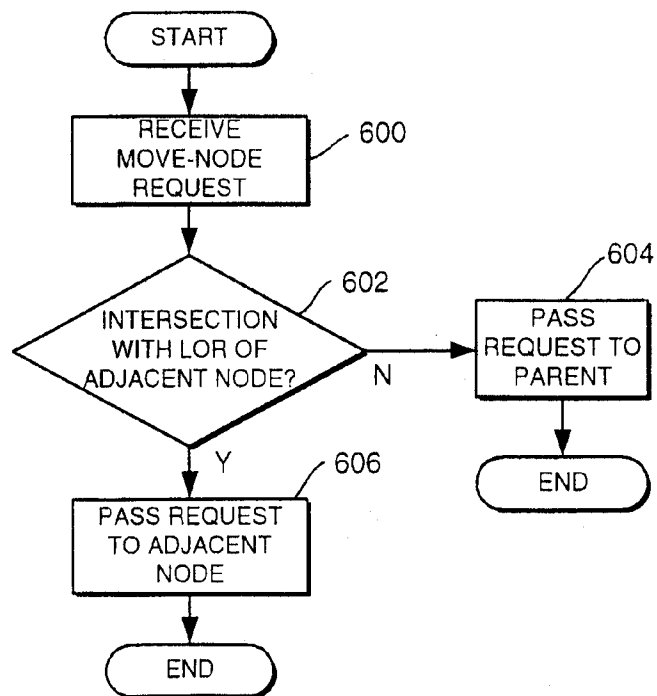 START
RECEIVE
MOVE-NODE
REQUEST
600
602
INTERSECTION
WITH LOR OF
ADJACENT NODE?
N
604
PASS
REQUEST TO
PARENT
END
Y
606
PASS REQUEST
TO ADJACENT
NODE
END